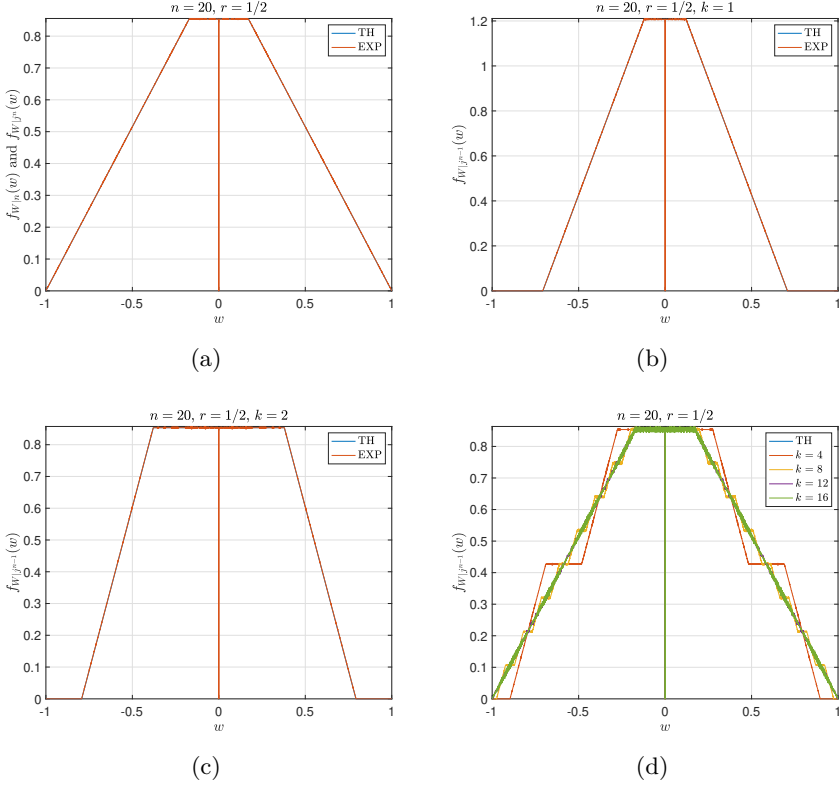 n = 20, r = 1/2
f_{W|n}(w) and f_{W|j^n}(w)
0.8
0.7
0.6
0.5
0.4
0.3
0.2
0.1
0
TH
EXP
-1 -0.5 0 0.5 1
w
(a)
n = 20, r = 1/2, k = 1
f_{W|j^{n-1}}(w)
1.2
1
0.8
0.6
0.4
0.2
0
TH
EXP
-1 -0.5 0 0.5 1
w
(b)
n = 20, r = 1/2, k = 2
f_{W|j^{n-1}}(w)
0.8
0.7
0.6
0.5
0.4
0.3
0.2
0.1
0
TH
EXP
-1 -0.5 0 0.5 1
w
(c)
n = 20, r = 1/2
f_{W|j^{n-1}}(w)
0.8
0.7
0.6
0.5
0.4
0.3
0.2
0.1
0
TH
k = 4
k = 8
k = 12
k = 16
-1 -0.5 0 0.5 1
w
(d)